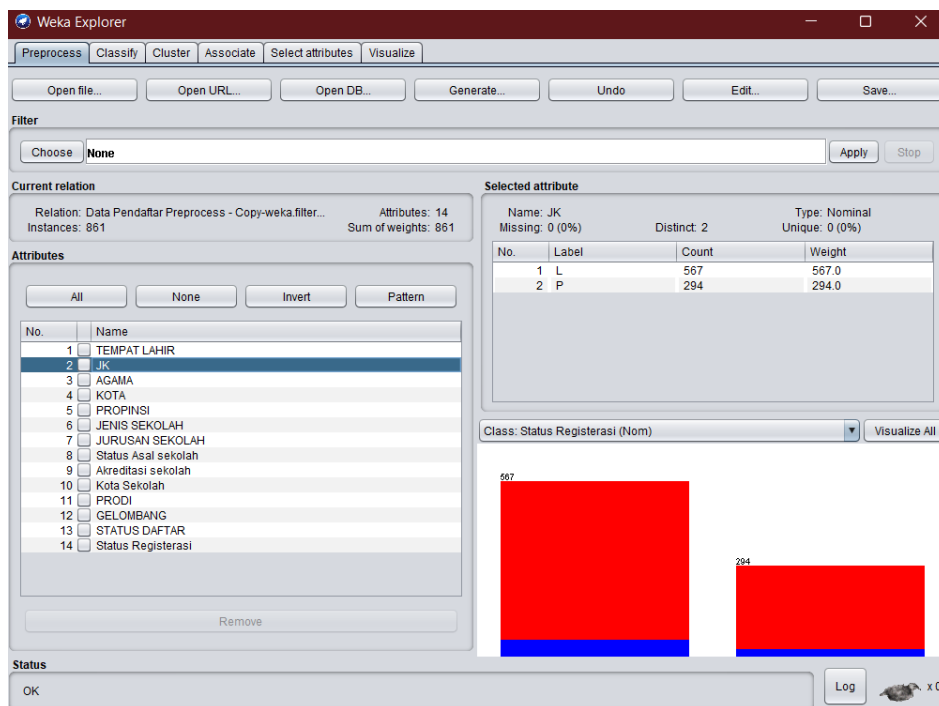 Weka Explorer
Preprocess Classify Cluster Associate Select attributes Visualize
Open file... Open URL... Open DB... Generate... Undo Edit... Save...
Filter
Choose None Apply Stop
Current relation
Relation: Data Pendaftar Preprocess - Copy-weka.filter... Attributes: 14
Instances: 861 Sum of weights: 861
Selected attribute
Name: JK Type: Nominal
Missing: 0 (0%) Distinct: 2 Unique: 0 (0%)
No. Label Count Weight
1 L 567 567.0
2 P 294 294.0
Attributes
All None Invert Pattern
No. Name
1 TEMPAT LAHIR
2 JK
3 AGAMA
4 KOTA
5 PROPINSI
6 JENIS SEKOLAH
7 JURUSAN SEKOLAH
8 Status Asal sekolah
9 Akreditasi sekolah
10 Kota Sekolah
11 PRODI
12 GELOMBANG
13 STATUS DAFTAR
14 Status Registerasi
Remove
Class: Status Registerasi (Nom) Visualize All
567
294
Status
OK
Log x 0